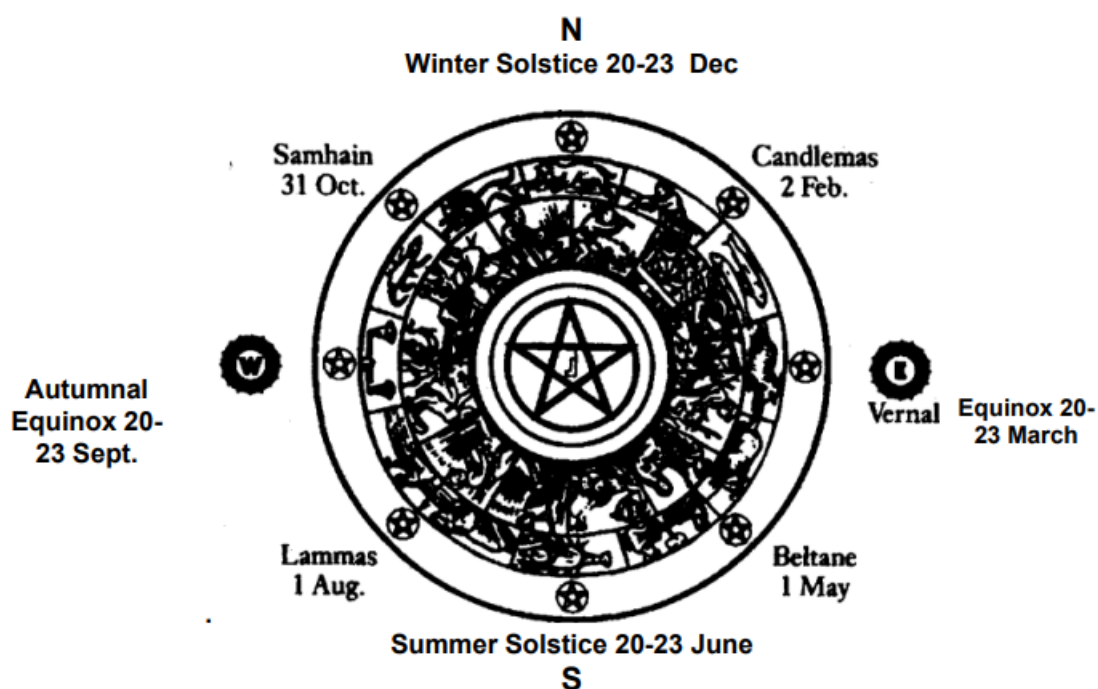 N
Winter Solstice 20-23 Dec
Samhain
31 Oct.
Candlemas
2 Feb.
W
Autumnal
Equinox 20-
23 Sept.
J
E
Vernal
Equinox 20-
23 March
Lammas
1 Aug.
Beltane
1 May
Summer Solstice 20-23 June
S